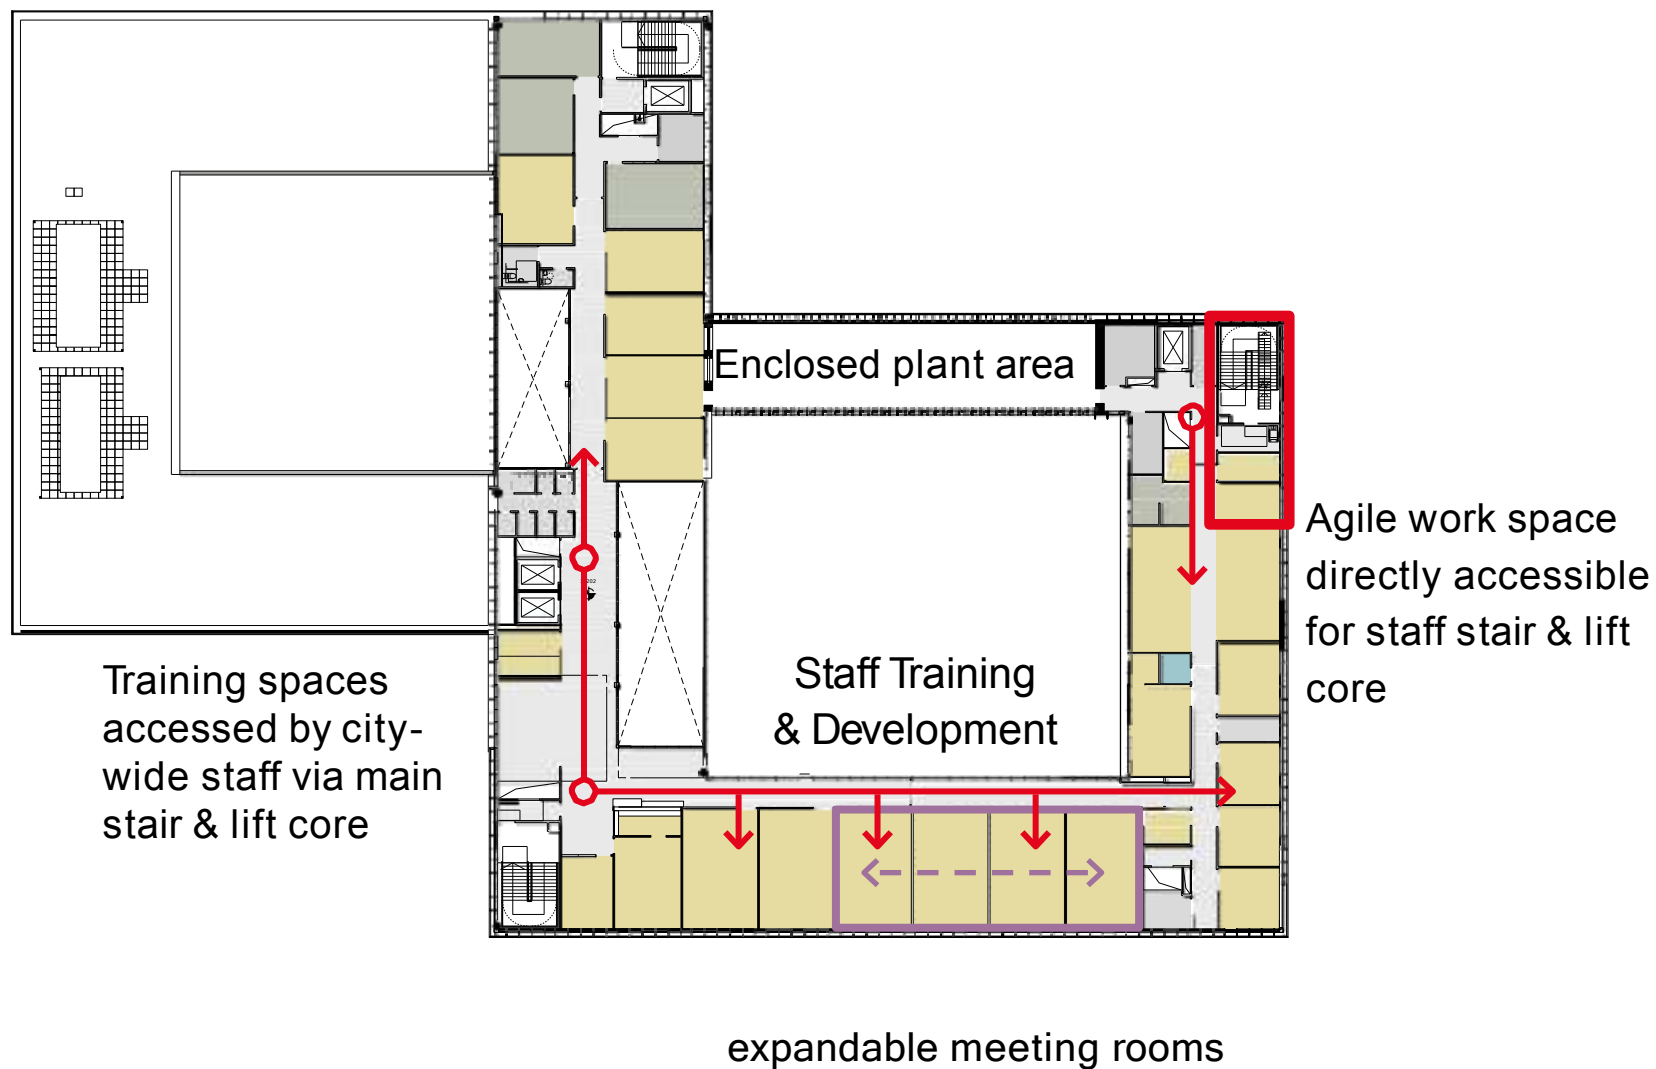 Enclosed plant area
Agile work space
directly accessible
for staff stair & lift
core
Training spaces
accessed by city-
wide staff via main
stair & lift core
Staff Training
& Development
expandable meeting rooms